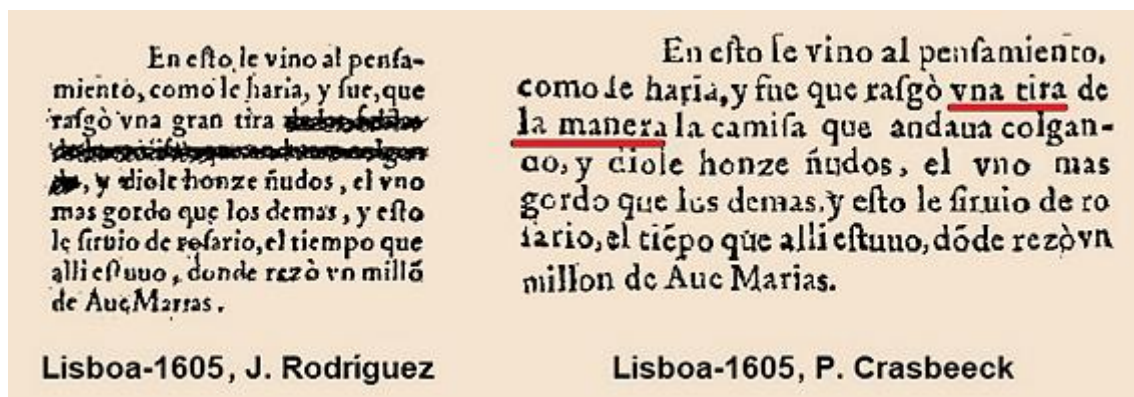 En eſto, le vino al penſa-
miento, como le haria, y fue, que
raſgò vna gran tira
, y diole honze ñudos, el vno
mas gordo que los demas, y eſto
le ſiruio de roſario, el tiempo que
alli eſtuuo, donde rezò vn millõ
de Aue Marias.
Lisboa-1605, J. Rodríguez
En eſto le vino al penſamiento,
como le haria, y fue que raſgò vna tira de
la manera la camiſa que andaua colgan-
do, y diole honze ñudos, el vno mas
gordo que los demas, y eſto le ſiruio de ro
ſario, el tiẽpo que alli eſtuuo, dõde rezò vn
millon de Aue Marias.
Lisboa-1605, P. Crasbeeck